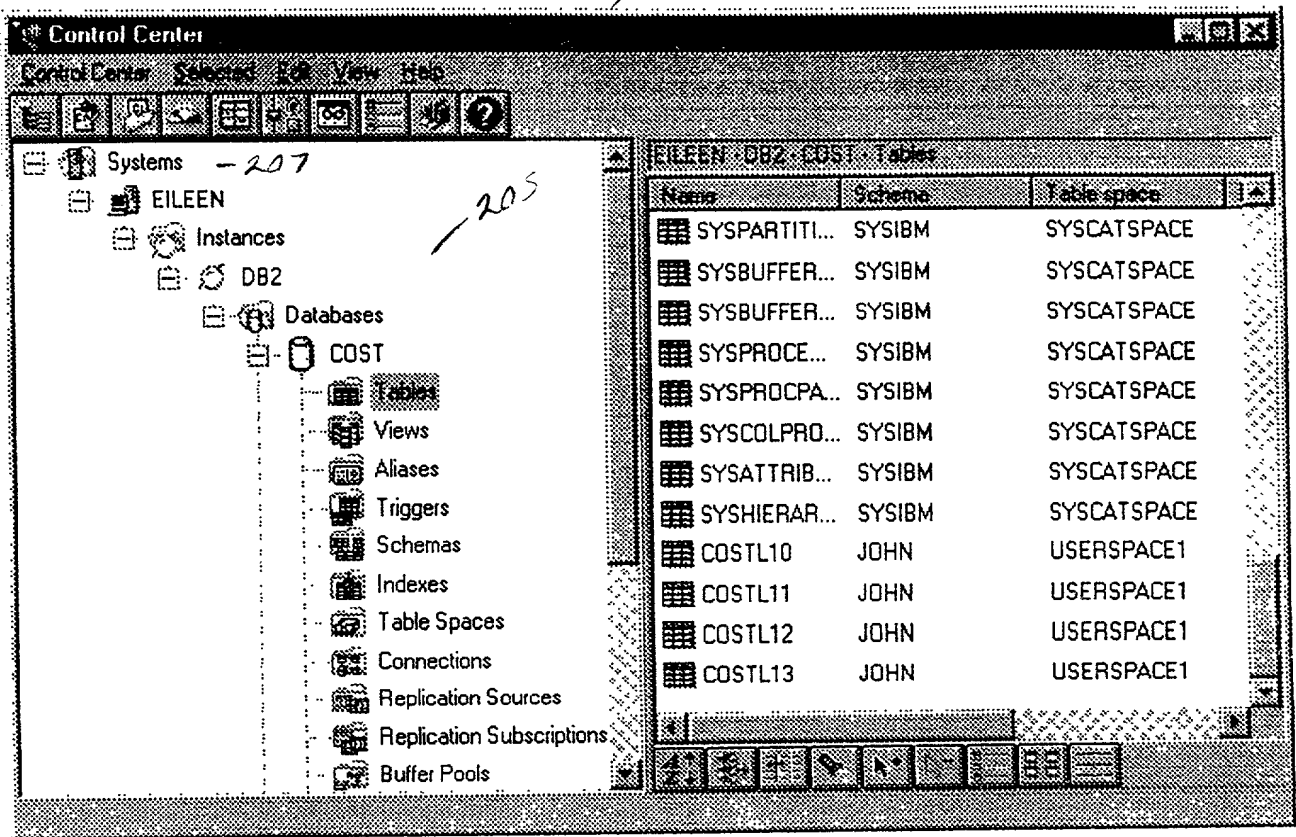 Control Center
Control Center Selected Edit View Help
Systems -207
EILEEN
-205
Instances
DB2
Databases
COST
Tables
Views
Aliases
Triggers
Schemas
Indexes
Table Spaces
Connections
Replication Sources
Replication Subscriptions
Buffer Pools
EILEEN - DB2 - COST - Tables
Name Schema Table space
SYSPARTITI... SYSIBM SYSCATSPACE
SYSBUFFER... SYSIBM SYSCATSPACE
SYSBUFFER... SYSIBM SYSCATSPACE
SYSPROCE... SYSIBM SYSCATSPACE
SYSPROCPA... SYSIBM SYSCATSPACE
SYSCOLPRO... SYSIBM SYSCATSPACE
SYSATTRIB... SYSIBM SYSCATSPACE
SYSHIERAR... SYSIBM SYSCATSPACE
COSTL10 JOHN USERSPACE1
COSTL11 JOHN USERSPACE1
COSTL12 JOHN USERSPACE1
COSTL13 JOHN USERSPACE1